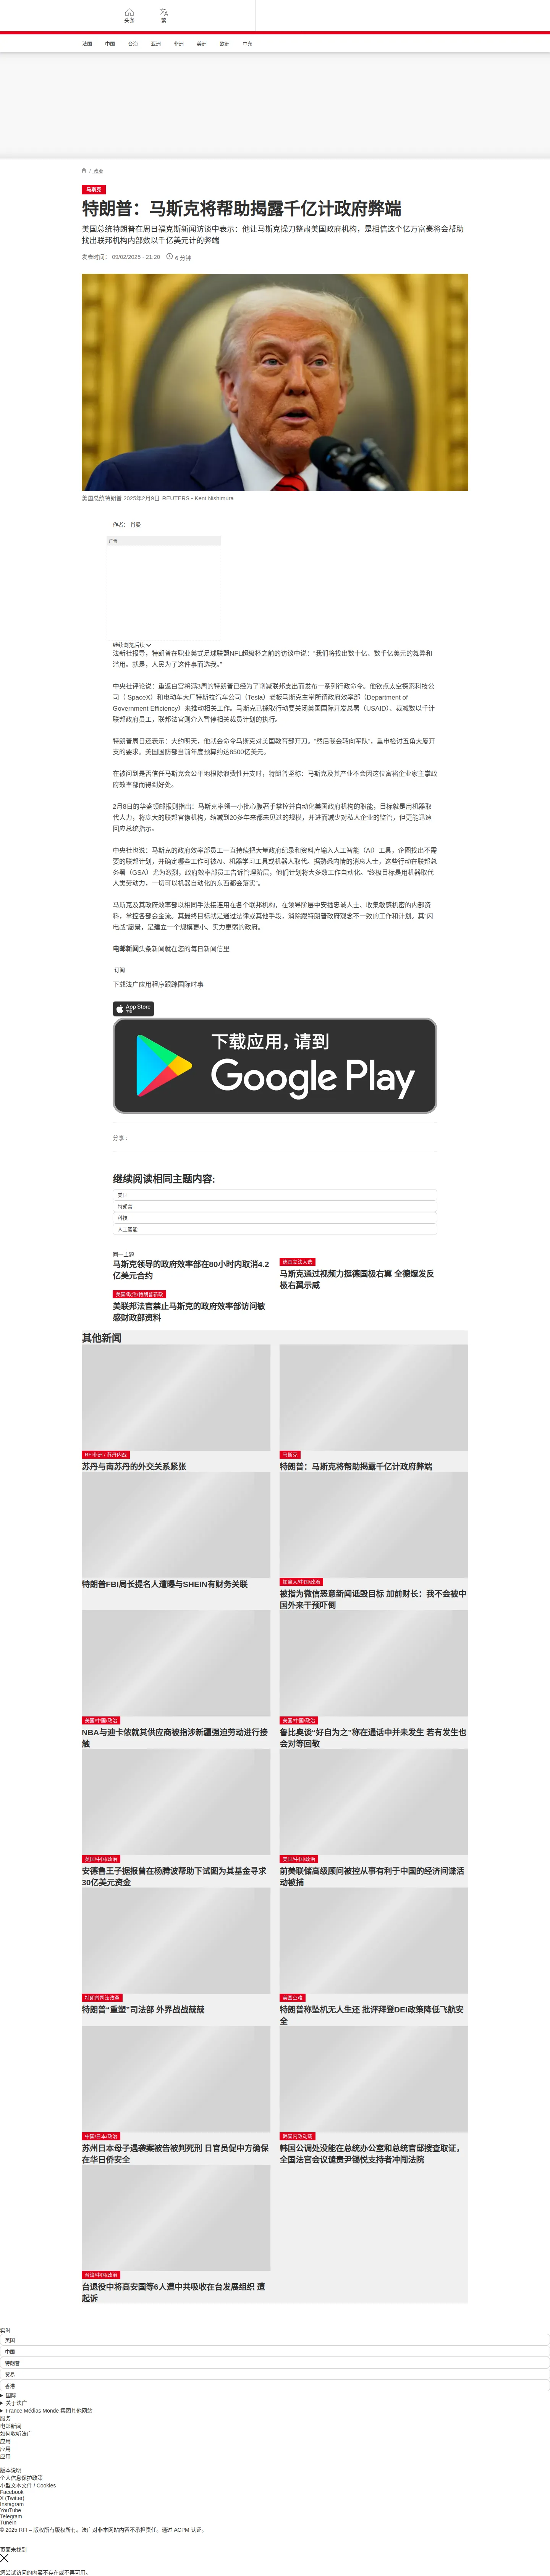 头条
繁
法国
中国
台海
亚洲
非洲
美洲
欧洲
中东
/ 政治
马斯克
特朗普：马斯克将帮助揭露千亿计政府弊端
美国总统特朗普在周日福克斯新闻访谈中表示：他让马斯克操刀整肃美国政府机构，是相信这个亿万富豪将会帮助
找出联邦机构内部数以千亿美元计的弊端
发表时间： 09/02/2025 - 21:20
6 分钟
美国总统特朗普 2025年2月9日 REUTERS - Kent Nishimura
作者： 肖曼
广告
继续浏览后续
法新社报导，特朗普在职业美式足球联盟NFL超级杯之前的访谈中说：“我们将找出数十亿、数千亿美元的舞弊和
滥用。就是，人民为了这件事而选我。”
中央社评论说：重返白宫将满3周的特朗普已经为了削减联邦支出而发布一系列行政命令。他钦点太空探索科技公
司（ SpaceX）和电动车大厂特斯拉汽车公司（Tesla）老板马斯克主掌所谓政府效率部（Department of
Government Efficiency）来推动相关工作。马斯克已採取行动要关闭美国国际开发总署（USAID）、裁减数以千计
联邦政府员工，联邦法官则介入暂停相关裁员计划的执行。
特朗普周日还表示：大约明天，他就会命令马斯克对美国教育部开刀。“然后我会转向军队”，重申检讨五角大厦开
支的要求。美国国防部当前年度预算约达8500亿美元。
在被问到是否信任马斯克会公平地根除浪费性开支时，特朗普坚称：马斯克及其产业不会因这位富裕企业家主掌政
府效率部而得到好处。
2月8日的华盛顿邮报则指出：马斯克率领一小批心腹著手掌控并自动化美国政府机构的职能，目标就是用机器取
代人力，将庞大的联邦官僚机构，缩减到20多年来都未见过的规模，并进而减少对私人企业的监管，但更能迅速
回应总统指示。
中央社也说：马斯克的政府效率部员工一直持续把大量政府纪录和资料库输入人工智能（AI）工具，企图找出不需
要的联邦计划，并确定哪些工作可被AI、机器学习工具或机器人取代。据熟悉内情的消息人士，这些行动在联邦总
务署（GSA）尤为激烈，政府效率部员工告诉管理阶层，他们计划将大多数工作自动化。“终极目标是用机器取代
人类劳动力，一切可以机器自动化的东西都会落实”。
马斯克及其政府效率部以相同手法接连用在各个联邦机构，在领导阶层中安插忠诚人士、收集敏感机密的内部资
料，掌控各部会金流。其最终目标就是通过法律或其他手段，消除跟特朗普政府观念不一致的工作和计划。其“闪
电战”愿景，是建立一个规模更小、实力更弱的政府。
电邮新闻头条新闻就在您的每日新闻信里
订阅
下载法广应用程序跟踪国际时事
App Store
下载
下载应用，请到
Google Play
分享 :
继续阅读相同主题内容:
美国
特朗普
科技
人工智能
同一主题
马斯克领导的政府效率部在80小时内取消4.2
亿美元合约
德国立法大选
马斯克通过视频力挺德国极右翼 全德爆发反
极右翼示威
美国/政治/特朗普新政
美联邦法官禁止马斯克的政府效率部访问敏
感财政部资料
其他新闻
RFI非洲 / 苏丹内战
苏丹与南苏丹的外交关系紧张
马斯克
特朗普：马斯克将帮助揭露千亿计政府弊端
特朗普FBI局长提名人遭曝与SHEIN有财务关联
加拿大/中国/政治
被指为微信恶意新闻诋毁目标 加前财长：我不会被中
国外来干预吓倒
美国/中国/政治
NBA与迪卡侬就其供应商被指涉新疆强迫劳动进行接
触
美国/中国/政治
鲁比奥谈“好自为之”称在通话中并未发生 若有发生也
会对等回敬
英国/中国/政治
安德鲁王子据报曾在杨腾波帮助下试图为其基金寻求
30亿美元资金
美国/中国/政治
前美联储高级顾问被控从事有利于中国的经济间谍活
动被捕
特朗普司法改革
特朗普“重塑”司法部 外界战战兢兢
美国空难
特朗普称坠机无人生还 批评拜登DEI政策降低飞航安
全
中国/日本/政治
苏州日本母子遇袭案被告被判死刑 日官员促中方确保
在华日侨安全
韩国内政动荡
韩国公调处没能在总统办公室和总统官邸搜查取证，
全国法官会议谴责尹锡悦支持者冲闯法院
台湾/中国/政治
台退役中将高安国等6人遭中共吸收在台发展组织 遭
起诉
实时
美国
中国
特朗普
贸易
香港
国际
关于法广
France Médias Monde 集团其他网站
服务
电邮新闻
如何收听法广
应用
应用
应用
版本说明
个人信息保护政策
小型文本文件 / Cookies
Facebook
X (Twitter)
Instagram
YouTube
Telegram
TuneIn
© 2025 RFI – 版权所有版权所有。法广对非本网站内容不承担责任。通过 ACPM 认证。
页面未找到
您尝试访问的内容不存在或不再可用。